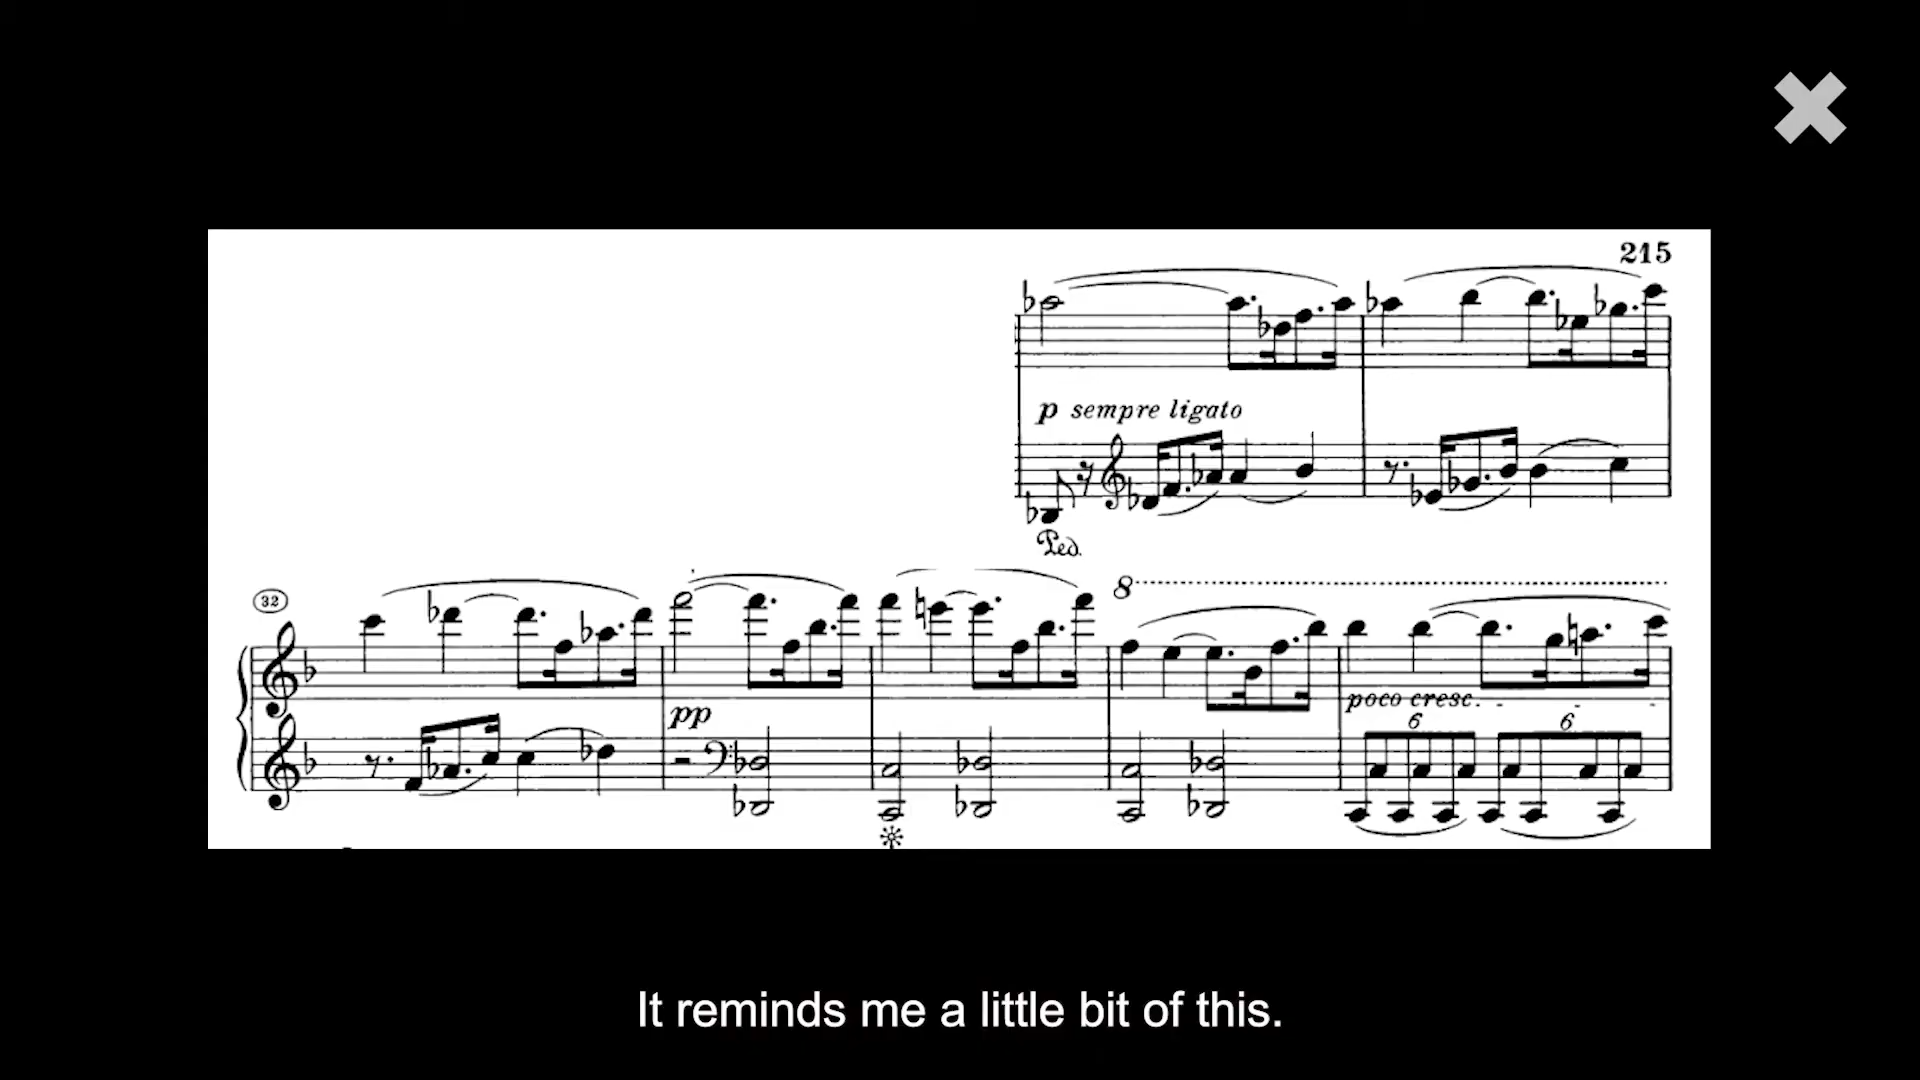 215
p sempre ligato
Ped.
32
8
pp
poco cresc.
6
6
It reminds me a little bit of this.